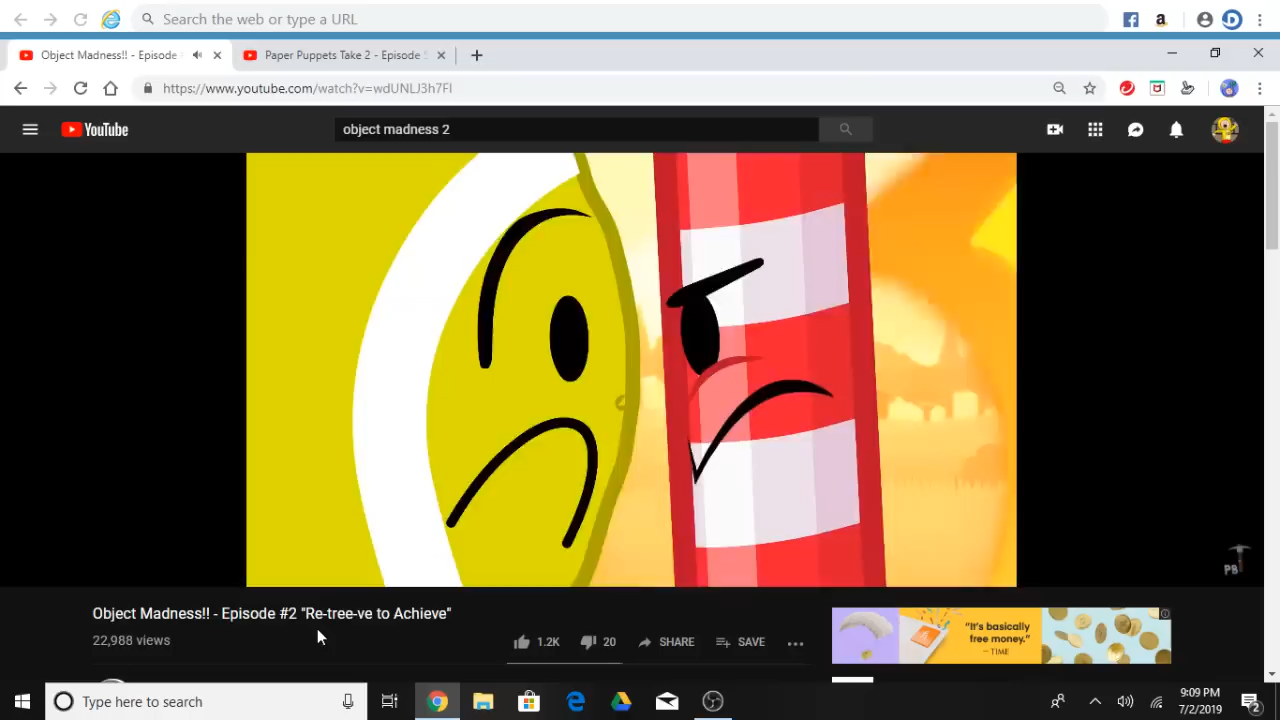 Search the web or type a URL
Object Madness!! - Episode
Paper Puppets Take 2 - Episode
https://www.youtube.com/watch?v=wdUNLJ3h7FI
YouTube
object madness 2
PB
Object Madness!! - Episode #2 "Re-tree-ve to Achieve"
22,988 views
1.2K
20
SHARE
SAVE
"It's basically
free money."
— TIME
Type here to search
9:09 PM
7/2/2019
2